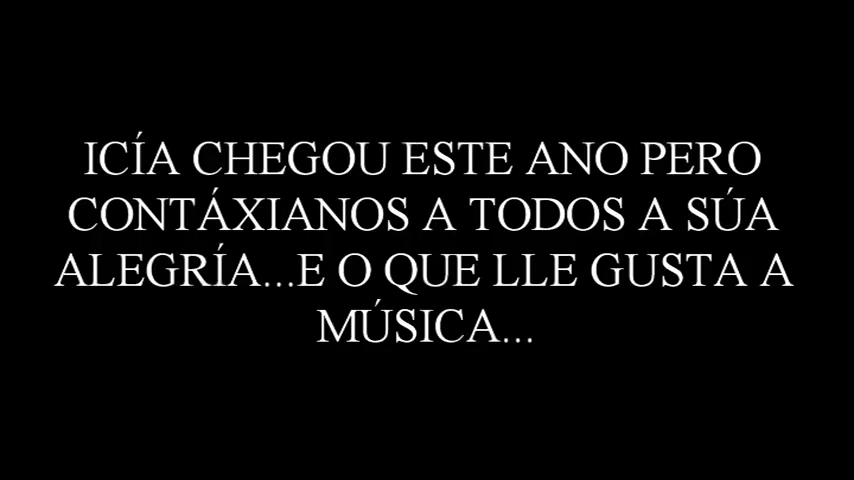 ICÍA CHEGOU ESTE ANO PERO
CONTÁXIANOS A TODOS A SÚA
ALEGRÍA...E O QUE LLE GUSTA A
MÚSICA...